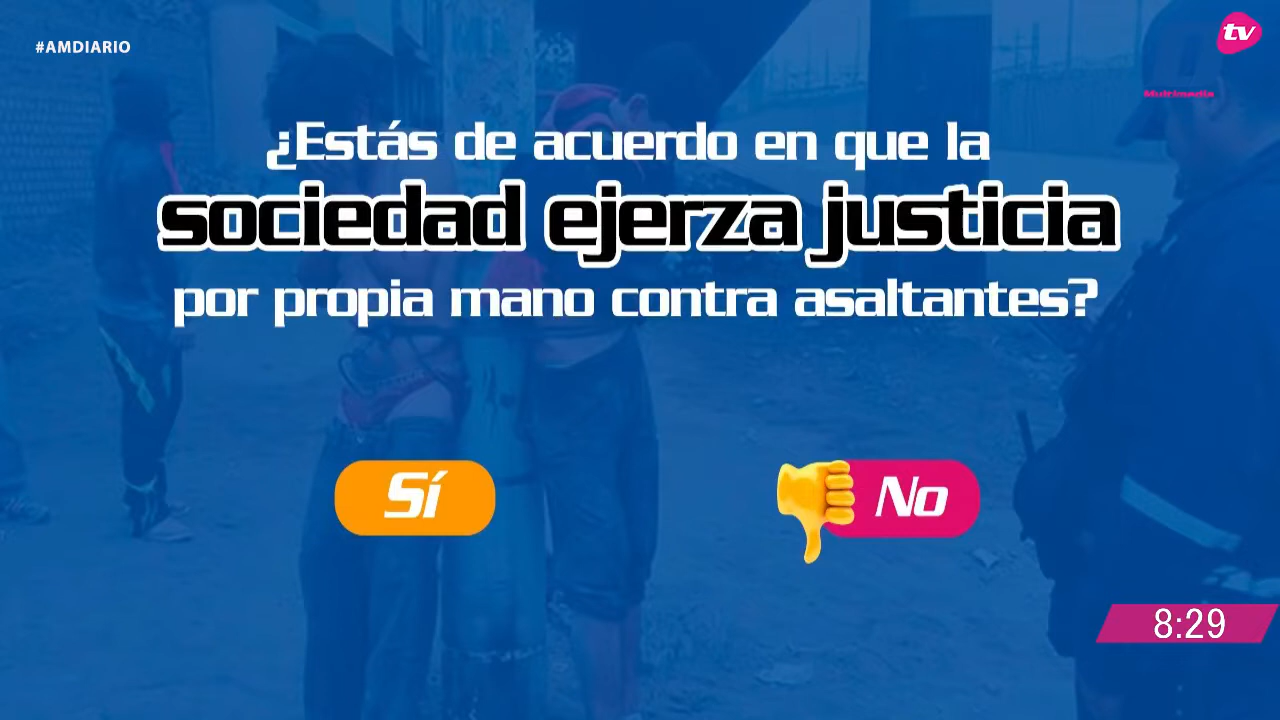 #AMDIARIO
tv
Multimedia
¿Estás de acuerdo en que la
sociedad ejerza justicia
por propia mano contra asaltantes?
Sí
No
8:29